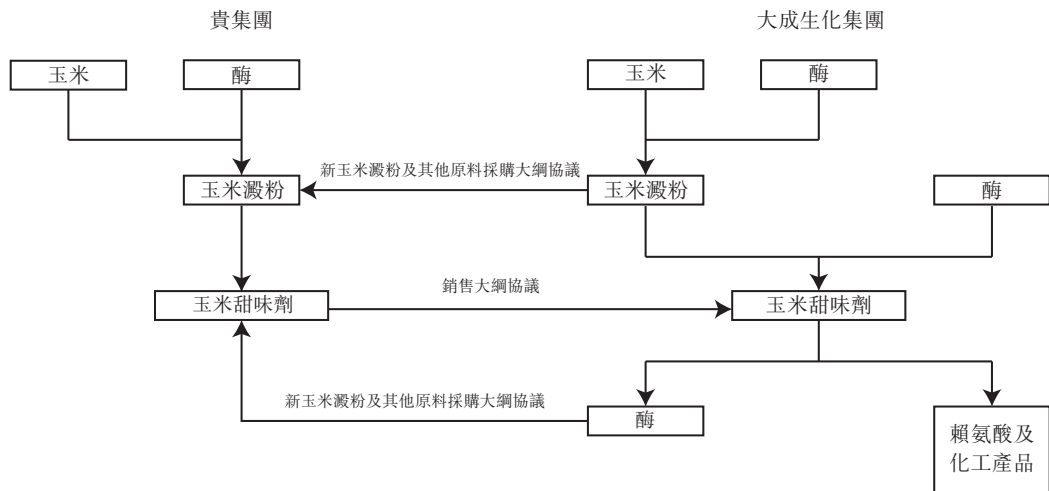 貴集團
大成生化集團
玉米
酶
玉米
酶
新玉米澱粉及其他原料採購大綱協議
玉米澱粉
玉米澱粉
酶
銷售大綱協議
玉米甜味劑
玉米甜味劑
新玉米澱粉及其他原料採購大綱協議
酶
賴氨酸及
化工產品